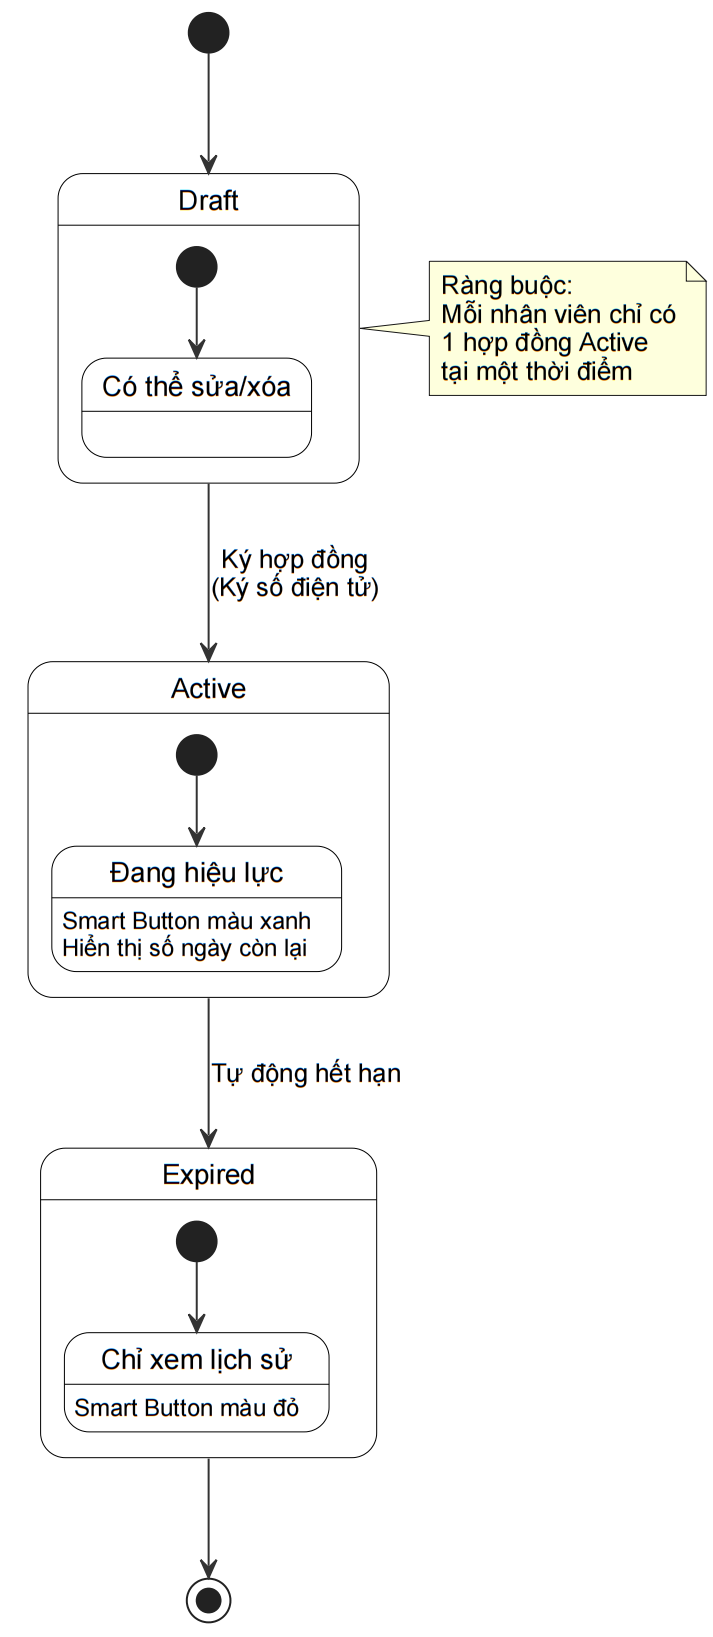 Draft
Có thể sửa/xóa
Ràng buộc:
Mỗi nhân viên chỉ có
1 hợp đồng Active
tại một thời điểm
Ký hợp đồng
(Ký số điện tử)
Active
Đang hiệu lực
Smart Button màu xanh
Hiển thị số ngày còn lại
Tự động hết hạn
Expired
Chỉ xem lịch sử
Smart Button màu đỏ